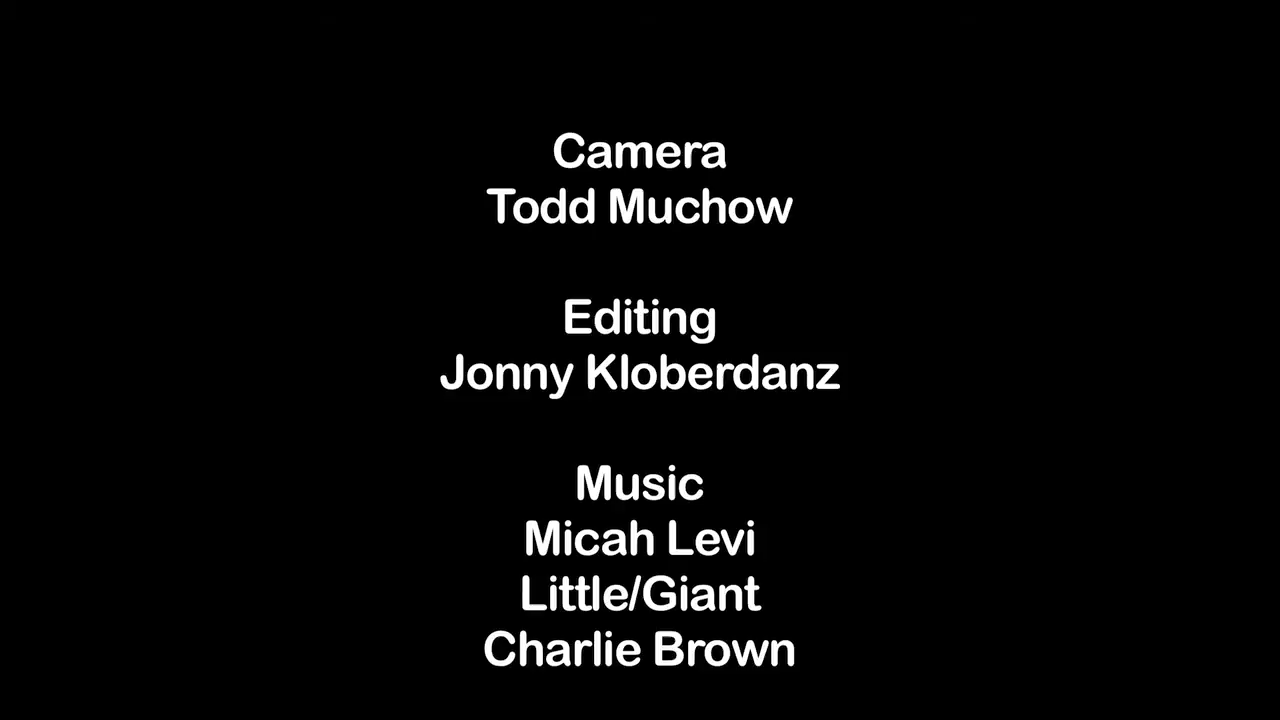 Camera
Todd Muchow
Editing
Jonny Kloberdanz
Music
Micah Levi
Little/Giant
Charlie Brown